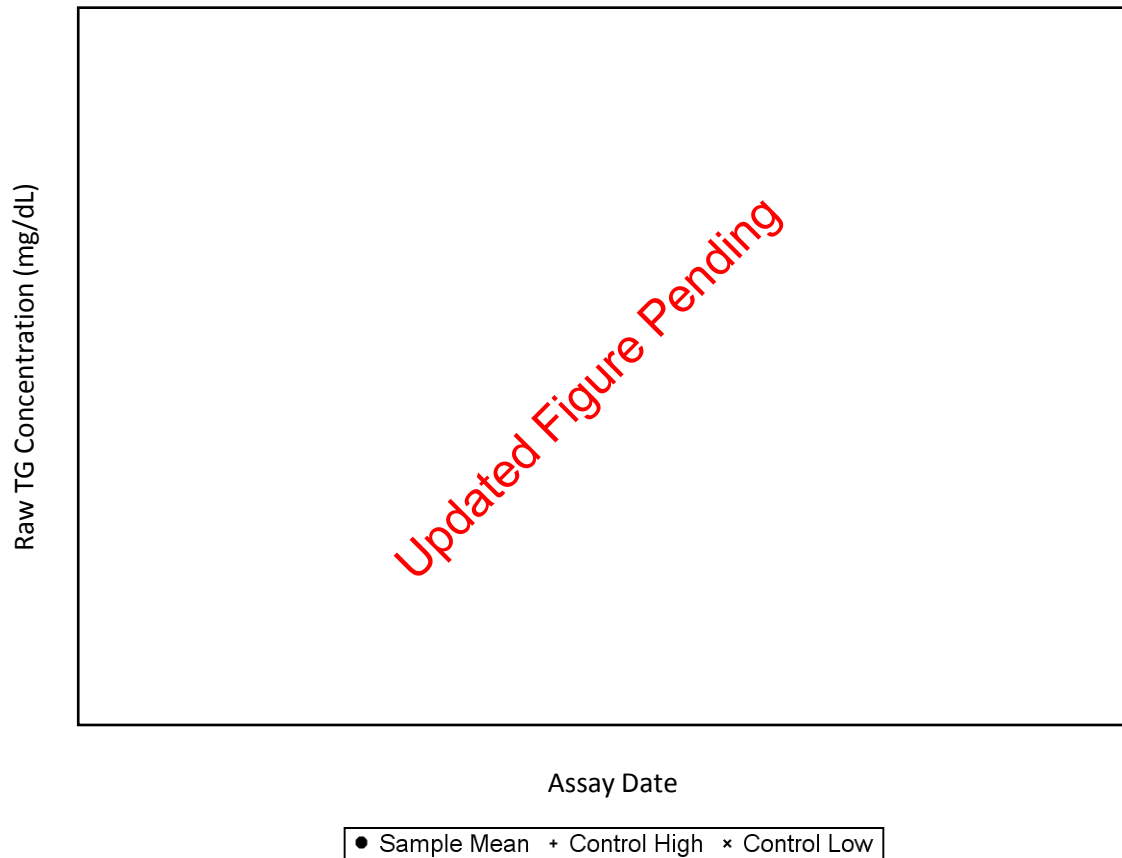 Raw TG Concentration (mg/dL)
Updated Figure Pending
Assay Date
Sample Mean + Control High × Control Low